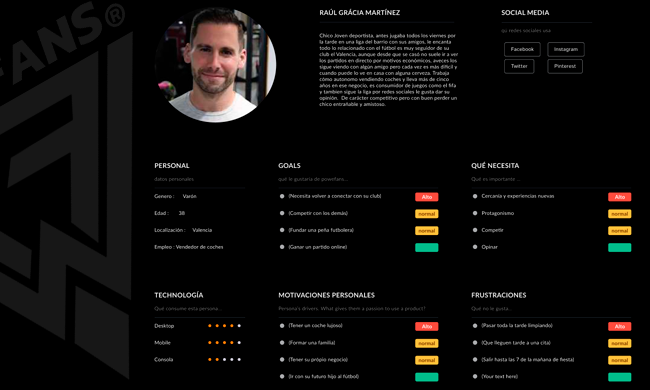 FANS®
RAÚL GRÁCIA MARTÍNEZ
Chico Joven deportista, antes jugaba todos los viernes por
la tarde en una liga del barrio con sus amigos, le encanta
todo lo relacionado con el futbol es muy seguidor de su
club el Valencia, aunque desde que se casó no suele ir a ver
los partidos en directo por motivos económicos, aveces los
sigue viendo con algún amigo pero cada vez es más difícil y
cuando puede lo ve en casa con alguna cerveza. Trabaja
cómo autonomo vendiendo coches y lleva más de cinco
años en ese negocio, es consumidor de juegos como el fifa
y tambien sigue la liga por redes sociales le gusta dar su
opinión. De carácter competitivo pero con buen perder un
chico entrañable y amistoso.
SOCIAL MEDIA
qu redes sociales usa
Facebook
Instagram
Twitter
Pinterest
PERSONAL
datos personales
Genero : Varón
Edad : 38
Localización : Valencia
Empleo : Vendedor de coches
GOALS
qué le gustaria de powefans...
(Necesita volver a conectar con su club)
Alto
(Competir con los demás)
normal
(Fundar una peña futbolera)
normal
(Ganar un partido online)
QUÉ NECESITA
Qué es importante ...
Cercanía y experiencias nuevas
Alto
Protagonismo
normal
Competir
normal
Opinar
TECNOLOGÍA
Qué consume esta persona...
Desktop
Mobile
Consola
MOTIVACIONES PERSONALES
Persona's drivers: What gives them a passion to use a product?
(Tener un coche lujoso)
Alto
(Formar una familia)
normal
(Tener su própio negocio)
normal
(Ir con su futuro hijo al fútbol)
FRUSTRACIONES
Qué no le gusta...
(Pasar toda la tarde limpiando)
Alto
(Que lleguen tarde a una cita)
normal
(Salir hasta las 7 de la mañana de fiesta)
normal
(Your text here)